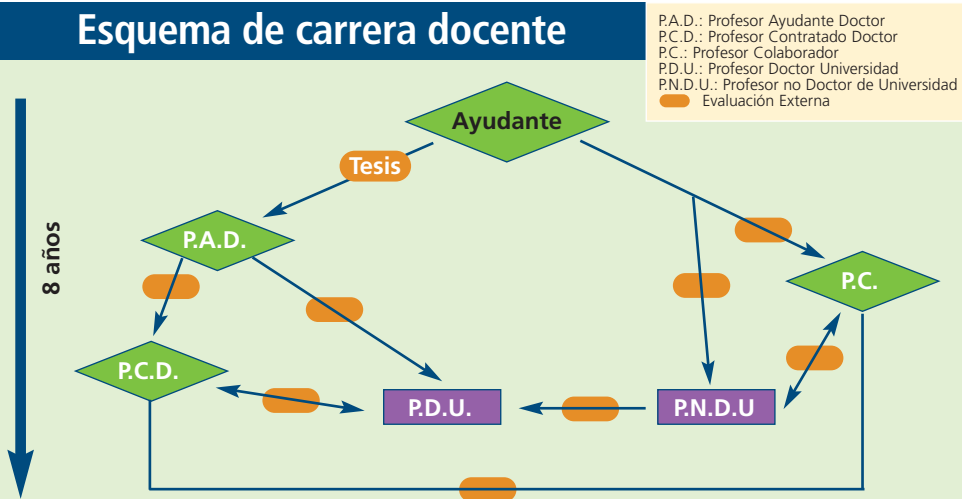 Esquema de carrera docente
P.A.D.: Profesor Ayudante Doctor
P.C.D.: Profesor Contratado Doctor
P.C.: Profesor Colaborador
P.D.U.: Profesor Doctor Universidad
P.N.D.U.: Profesor no Doctor de Universidad
Evaluación Externa
Ayudante
Tesis
8 años
P.A.D.
P.C.
P.C.D.
P.D.U.
P.N.D.U